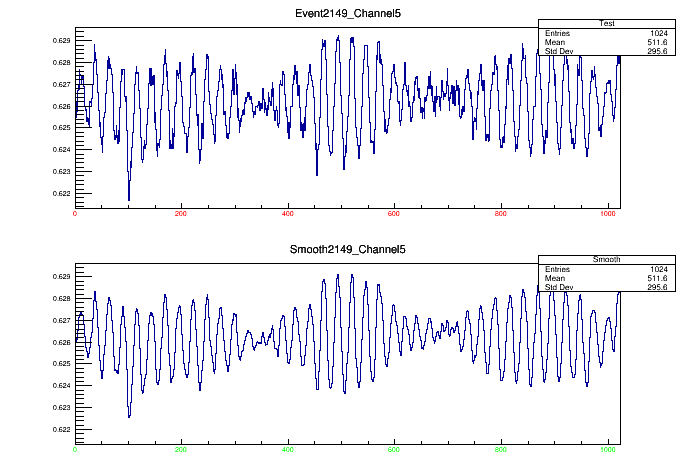 Event2149_Channel5
Test
Entries 1024
Mean 511.6
Std Dev 295.6
0.629
0.628
0.627
0.626
0.625
0.624
0.623
0.622
0 200 400 600 800 1000
Smooth2149_Channel5
Smooth
Entries 1024
Mean 511.6
Std Dev 295.6
0.629
0.628
0.627
0.626
0.625
0.624
0.623
0.622
0 200 400 600 800 1000